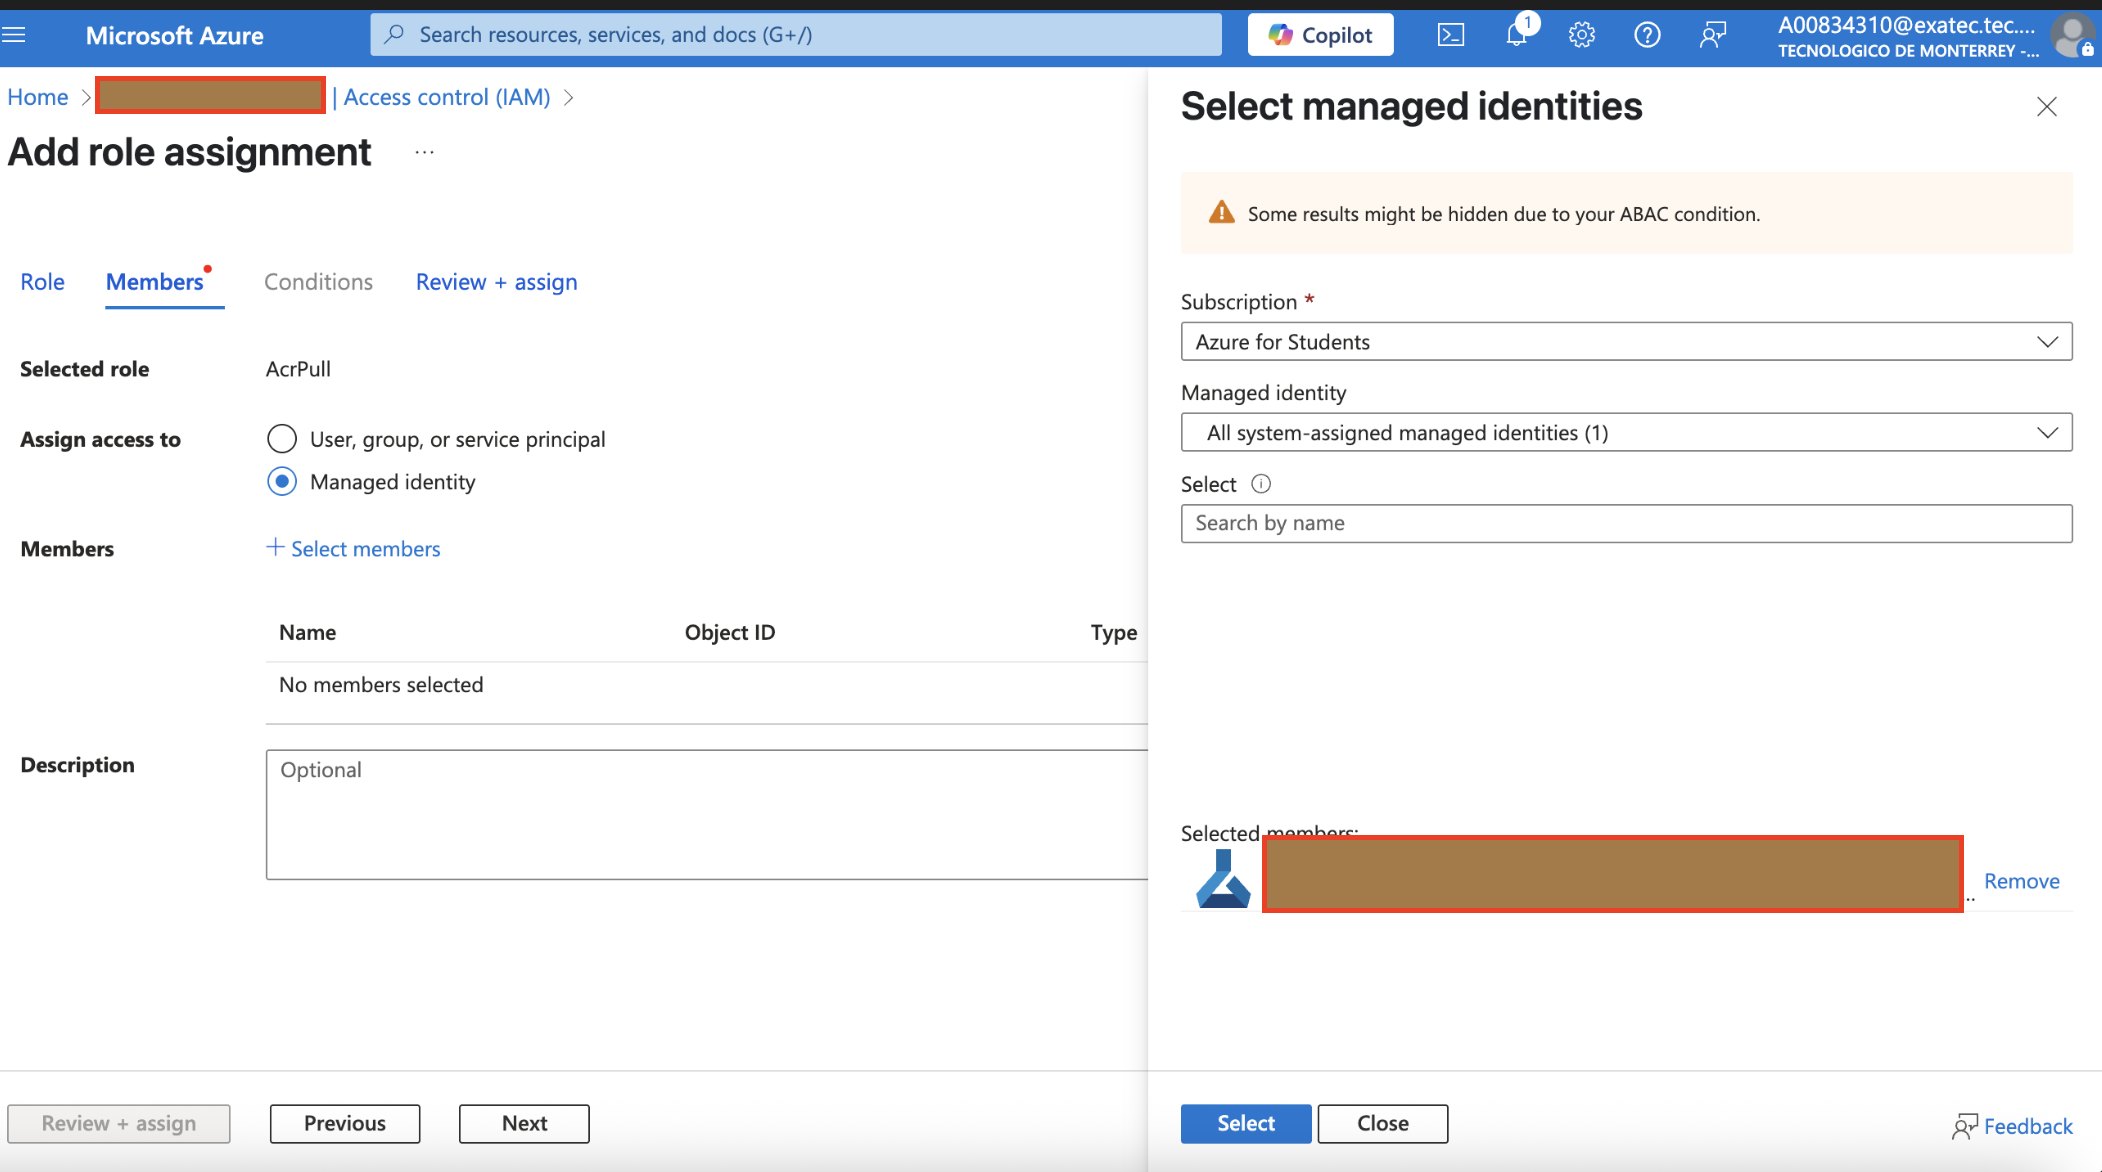 Microsoft Azure
Search resources, services, and docs (G+/)
Copilot
1
A00834310@exatec.tec....
TECNOLOGICO DE MONTERREY -...
Home > | Access control (IAM) >
Add role assignment ...
Role
Members
Conditions
Review + assign
Selected role
AcrPull
Assign access to
User, group, or service principal
Managed identity
Members
+ Select members
Name Object ID Type
No members selected
Description
Optional
Review + assign
Previous
Next
Select managed identities
Some results might be hidden due to your ABAC condition.
Subscription *
Azure for Students
Managed identity
All system-assigned managed identities (1)
Select
Search by name
Selected members:
.. Remove
Select
Close
Feedback